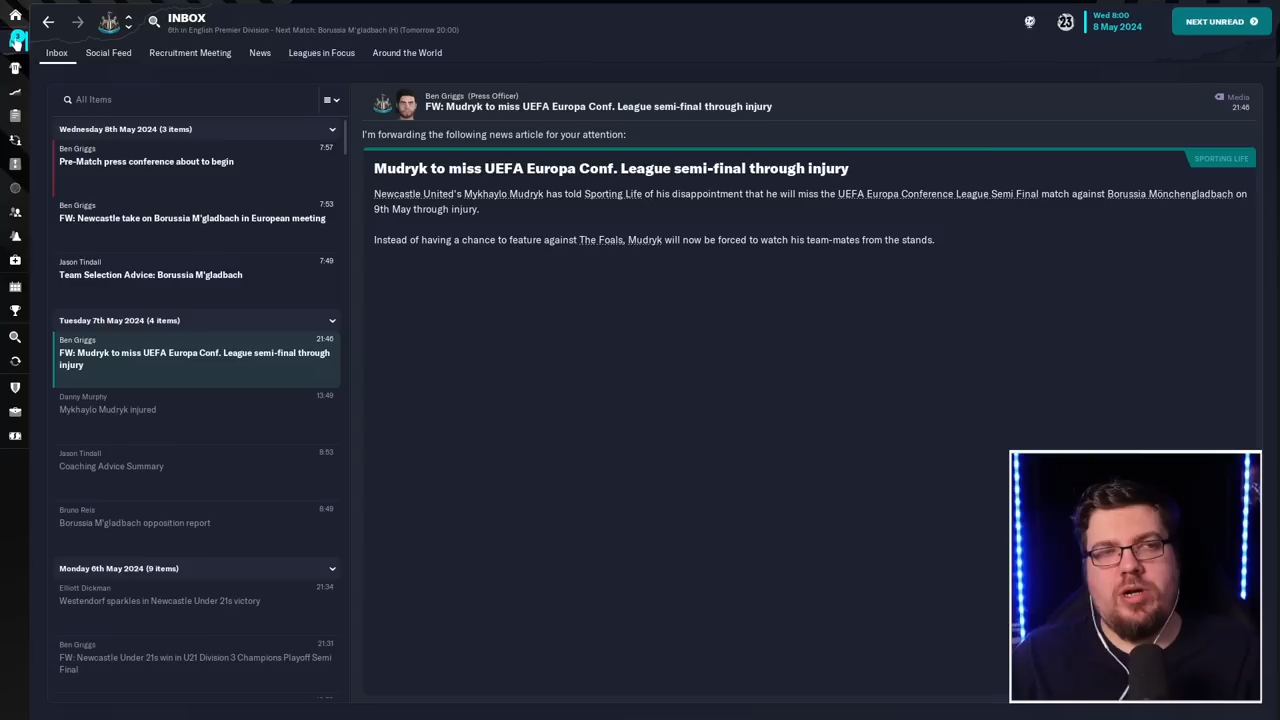 INBOX
6th in English Premier Division - Next Match: Borussia M'gladbach (H) (Tomorrow 20:00)
23
Wed 8:00
8 May 2024
NEXT UNREAD
Inbox
Social Feed
Recruitment Meeting
News
Leagues in Focus
Around the World
All Items
Wednesday 8th May 2024 (3 items)
Ben Griggs
7:57
Pre-Match press conference about to begin
Ben Griggs
7:53
FW: Newcastle take on Borussia M'gladbach in European meeting
Jason Tindall
7:49
Team Selection Advice: Borussia M'gladbach
Tuesday 7th May 2024 (4 items)
Ben Griggs
21:46
FW: Mudryk to miss UEFA Europa Conf. League semi-final through
injury
Danny Murphy
13:49
Mykhaylo Mudryk injured
Jason Tindall
8:53
Coaching Advice Summary
Bruno Reis
8:49
Borussia M'gladbach opposition report
Monday 6th May 2024 (9 items)
Elliott Dickman
21:34
Westendorf sparkles in Newcastle Under 21s victory
Ben Griggs
21:31
FW: Newcastle Under 21s win in U21 Division 3 Champions Playoff Semi
Final
Ben Griggs (Press Officer)
FW: Mudryk to miss UEFA Europa Conf. League semi-final through injury
Media
21:46
I'm forwarding the following news article for your attention:
SPORTING LIFE
Mudryk to miss UEFA Europa Conf. League semi-final through injury
Newcastle United's Mykhaylo Mudryk has told Sporting Life of his disappointment that he will miss the UEFA Europa Conference League Semi Final match against Borussia Mönchengladbach on
9th May through injury.
Instead of having a chance to feature against The Foals, Mudryk will now be forced to watch his team-mates from the stands.